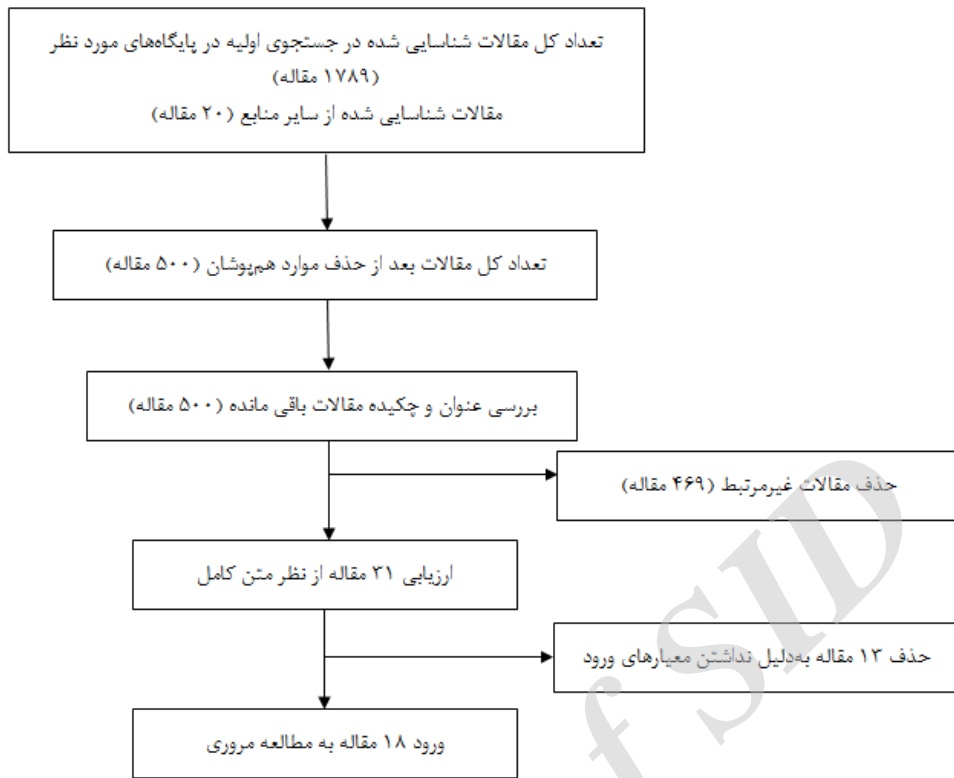 تعداد کل مقالات شناسایی شده در جستجوی اولیه در پایگاه‌های مورد نظر
(۱۷۸۹ مقاله)
مقالات شناسایی شده از سایر منابع (۲۰ مقاله)
تعداد کل مقالات بعد از حذف موارد هم‌پوشان (۵۰۰ مقاله)
بررسی عنوان و چکیده مقالات باقی مانده (۵۰۰ مقاله)
حذف مقالات غیرمرتبط (۴۶۹ مقاله)
ارزیابی ۳۱ مقاله از نظر متن کامل
حذف ۱۳ مقاله به‌دلیل نداشتن معیارهای ورود
ورود ۱۸ مقاله به مطالعه مروری
f SID